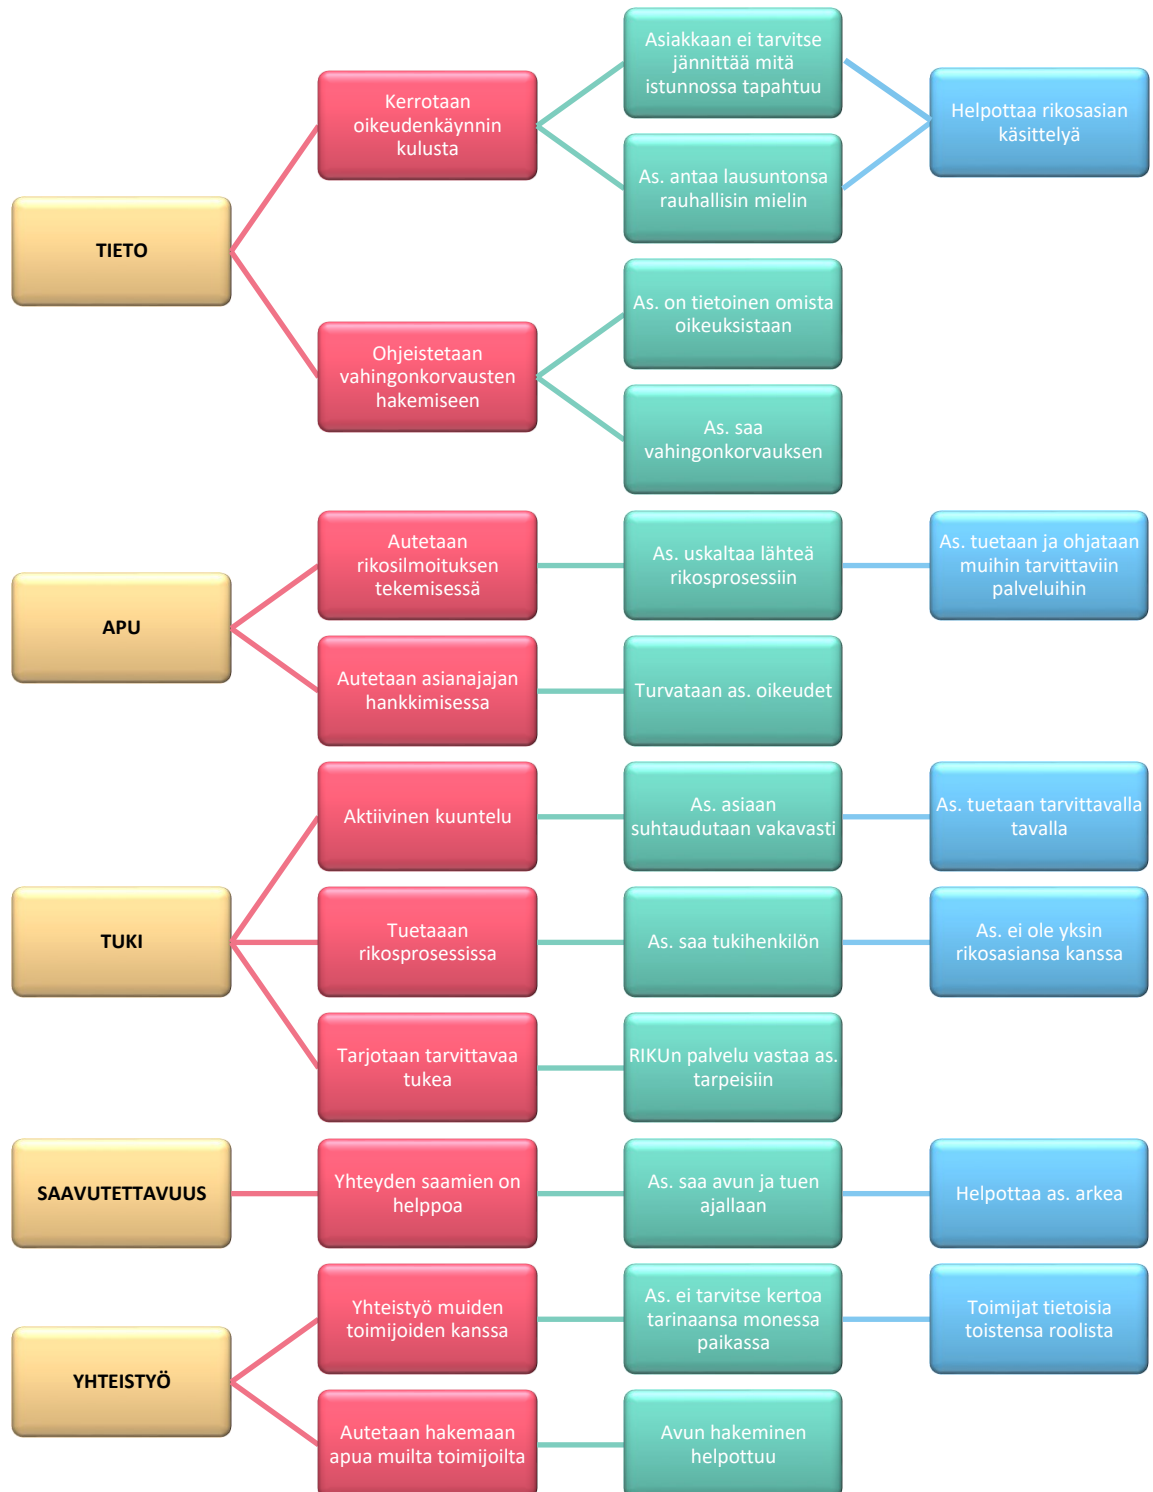 TIETO
Kerrotaan
oikeudenkäynnin
kulusta
Asiakkaan ei tarvitse
jännittää mitä
istunnossa tapahtuu
As. antaa lausuntonsa
rauhallisin mielin
Helpottaa rikosasian
käsittelyä
Ohjeistetaan
vahingonkorvausten
hakemiseen
As. on tietoinen omista
oikeuksistaan
As. saa
vahingonkorvauksen
APU
Autetaan
rikosilmoituksen
tekemisessä
As. uskaltaa lähteä
rikosprosessiin
As. tuetaan ja ohjataan
muihin tarvittaviin
palveluihin
Autetaan asianajajan
hankkimisessa
Turvataan as. oikeudet
TUKI
Aktiivinen kuuntelu
As. asiaan
suhtaudutaan vakavasti
As. tuetaan tarvittavalla
tavalla
Tuetaaan
rikosprosessissa
As. saa tukihenkilön
As. ei ole yksin
rikosasiansa kanssa
Tarjotaan tarvittavaa
tukea
RIKUn palvelu vastaa as.
tarpeisiin
SAAVUTETTAVUUS
Yhteyden saamien on
helppoa
As. saa avun ja tuen
ajallaan
Helpottaa as. arkea
YHTEISTYÖ
Yhteistyö muiden
toimijoiden kanssa
As. ei tarvitse kertoa
tarinaansa monessa
paikassa
Toimijat tietoisia
toistensa roolista
Autetaan hakemaan
apua muilta toimijoilta
Avun hakeminen
helpottuu